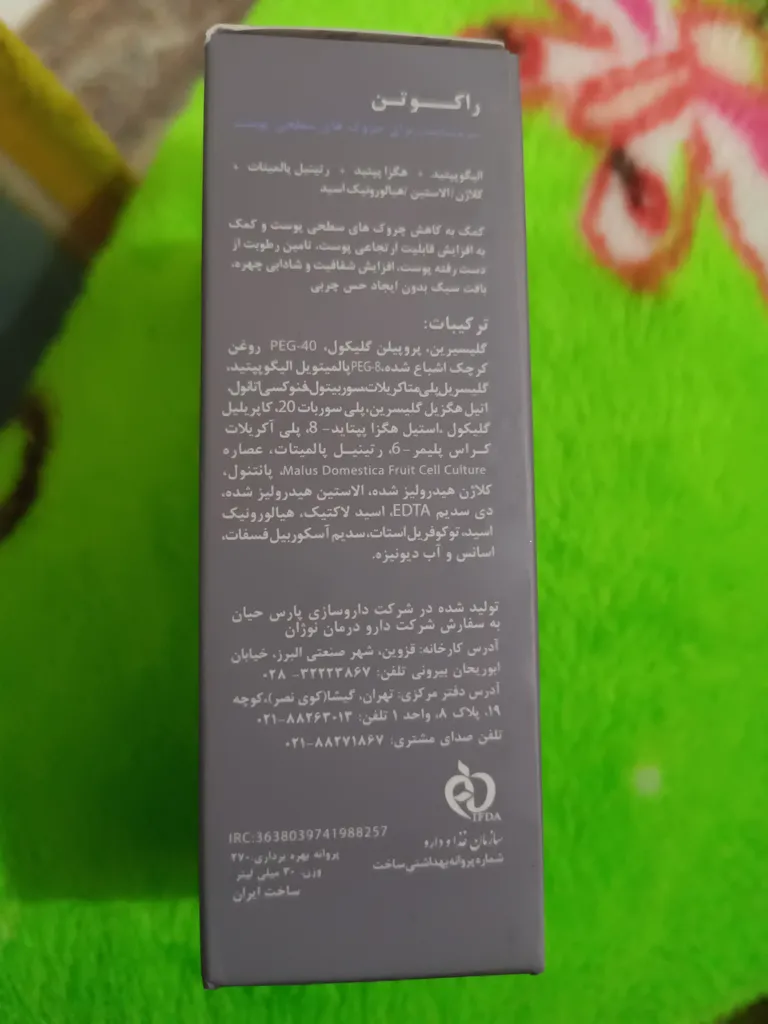 راکوتن
چروک های سطحی پوست
الیگوپپتید + هگزا پپتید + رتینیل پالمیتات +
کلاژن/الاستین/هیالورونیک اسید
کمک به کاهش چروک های سطحی پوست و کمک
به افزایش قابلیت ارتجاعی پوست، تامین رطوبت از
دست رفته پوست، افزایش شفافیت و شادابی چهره،
بافت سبک بدون ایجاد حس چربی
ترکیبات:
گلیسیرین، پروپیلن گلیکول، PEG-40 روغن
کرچک اشباع شده،PEG-8،پالمیتویل الیگوپپتید،
گلیسریل پلی متاکریلات،سوربیتول،فنوکسی اتانول،
اتیل هگزیل گلیسرین، پلی سوربات 20، کاپریلیل
گلیکول ،استیل هگزا پپتاید-8، پلی آکریلات
کراس پلیمر-6، رتینیل پالمیتات، عصاره
Malus Domestica Fruit Cell Culture، پانتنول،
کلاژن هیدرولیز شده، الاستین هیدرولیز شده،
دی سدیم EDTA، اسید لاکتیک، هیالورونیک
اسید، توکوفریل استات، سدیم آسکوربیل فسفات،
اسانس و آب دیونیزه.
تولید شده در شرکت داروسازی پارس حیان
به سفارش شرکت دارو درمان نوژان
آدرس کارخانه: قزوین، شهر صنعتی البرز، خیابان
ابوریحان بیرونی تلفن: ۳۲۲۲۳۸۶۷- ۰۲۸
آدرس دفتر مرکزی: تهران، گیشا(کوی نصر)،کوچه
۱۹، پلاک ۸، واحد ۱ تلفن: ۸۸۲۶۳۰۱۳-۰۲۱
تلفن صدای مشتری: ۸۸۲۷۱۸۶۷-۰۲۱
IFDA
سازمان غذا و دارو
شماره پروانه بهداشتی ساخت
IRC:3638039741988257
پروانه بهره برداری: ۲۷۰
وزن: ۳۰ میلی لیتر
ساخت ایران